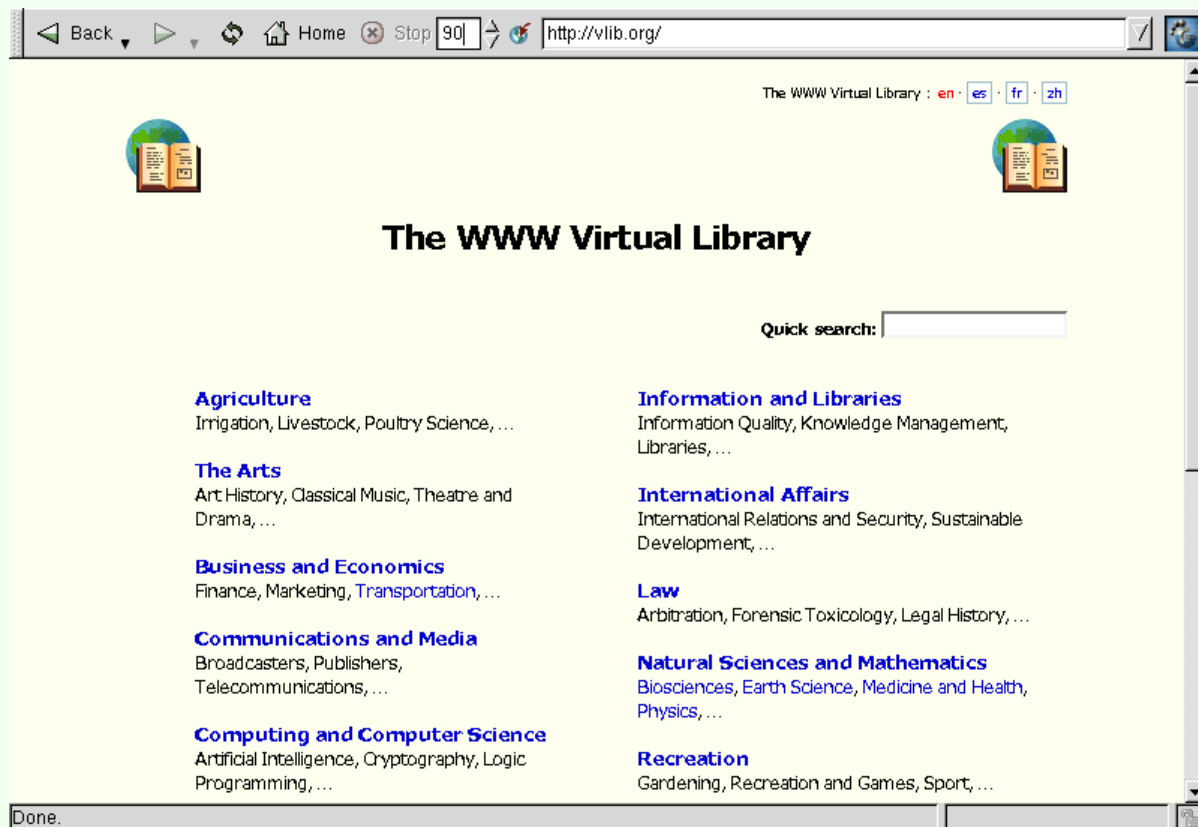 Back Home Stop 90 http://vlib.org/
The WWW Virtual Library : en · es · fr · zh
The WWW Virtual Library
Quick search:
Agriculture
Irrigation, Livestock, Poultry Science, ...
The Arts
Art History, Classical Music, Theatre and
Drama, ...
Business and Economics
Finance, Marketing, Transportation, ...
Communications and Media
Broadcasters, Publishers,
Telecommunications, ...
Computing and Computer Science
Artificial Intelligence, Cryptography, Logic
Programming, ...
Information and Libraries
Information Quality, Knowledge Management,
Libraries, ...
International Affairs
International Relations and Security, Sustainable
Development, ...
Law
Arbitration, Forensic Toxicology, Legal History, ...
Natural Sciences and Mathematics
Biosciences, Earth Science, Medicine and Health,
Physics, ...
Recreation
Gardening, Recreation and Games, Sport, ...
Done.